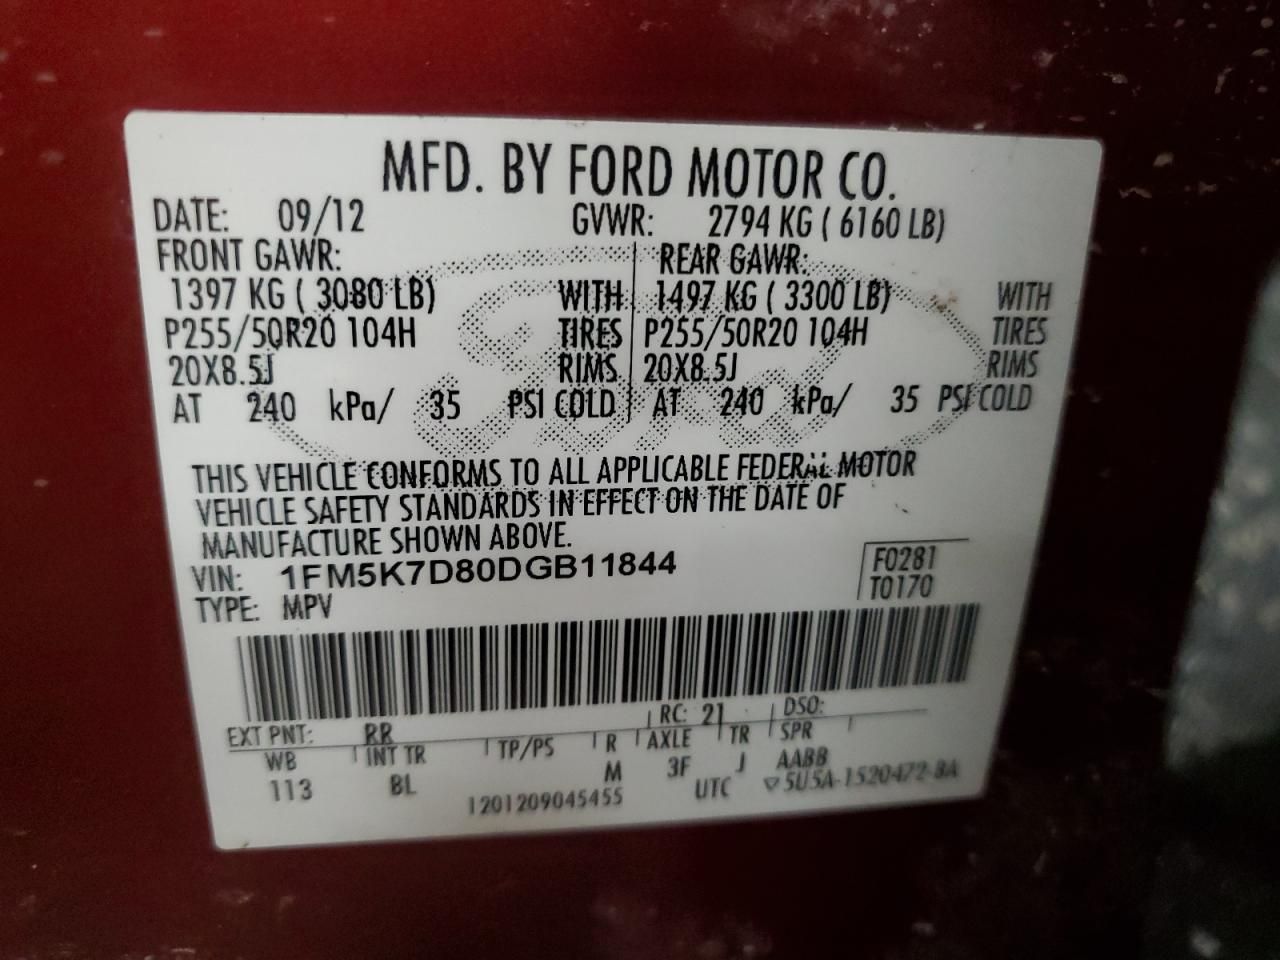 MFD. BY FORD MOTOR CO.
DATE: 09/12 GVWR: 2794 KG ( 6160 LB)
FRONT GAWR: REAR GAWR:
1397 KG ( 3080 LB) WITH 1497 KG ( 3300 LB) WITH
P255/50R20 104H TIRES P255/50R20 104H TIRES
20X8.5J RIMS 20X8.5J RIMS
AT 240 kPa/ 35 PSI COLD AT 240 kPa/ 35 PSI COLD
THIS VEHICLE CONFORMS TO ALL APPLICABLE FEDERAL MOTOR
VEHICLE SAFETY STANDARDS IN EFFECT ON THE DATE OF
MANUFACTURE SHOWN ABOVE.
VIN: 1FM5K7D80DGB11844 F0281
TYPE: MPV T0170
EXT PNT: RR RC: 21 DSO:
WB INT TR TP/PS R AXLE TR SPR
113 BL M 3F J AABB
1201209045455 UTC ▽5U5A-1520472-BA
Ford